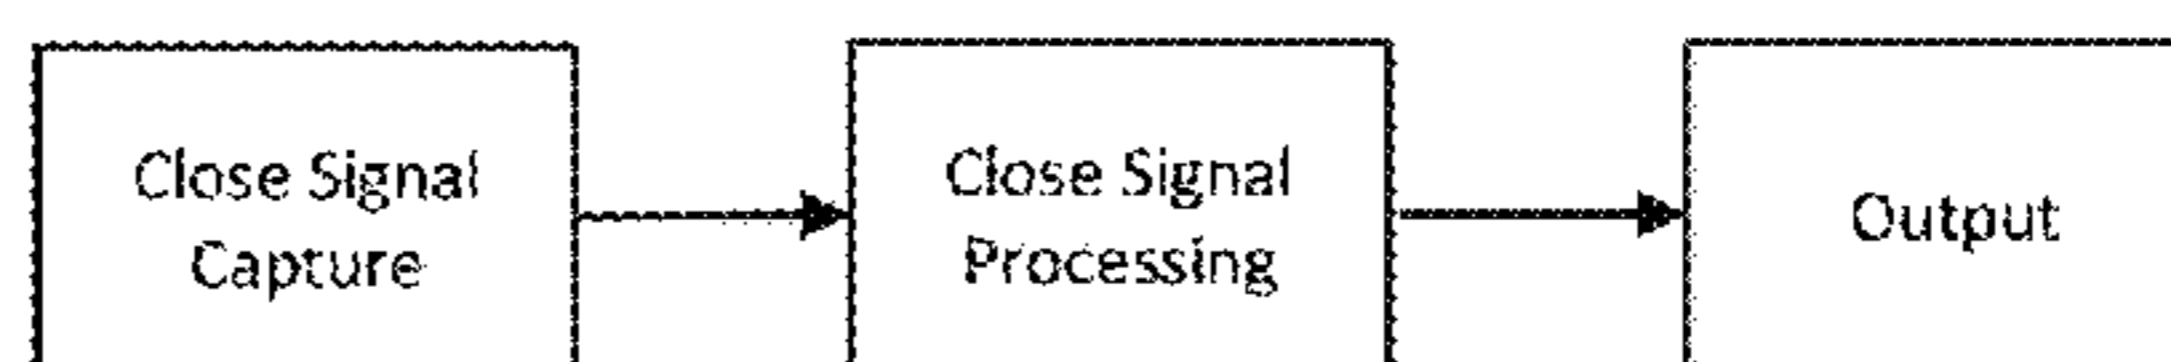 Close Signal
Capture
Close Signal
Processing
Output